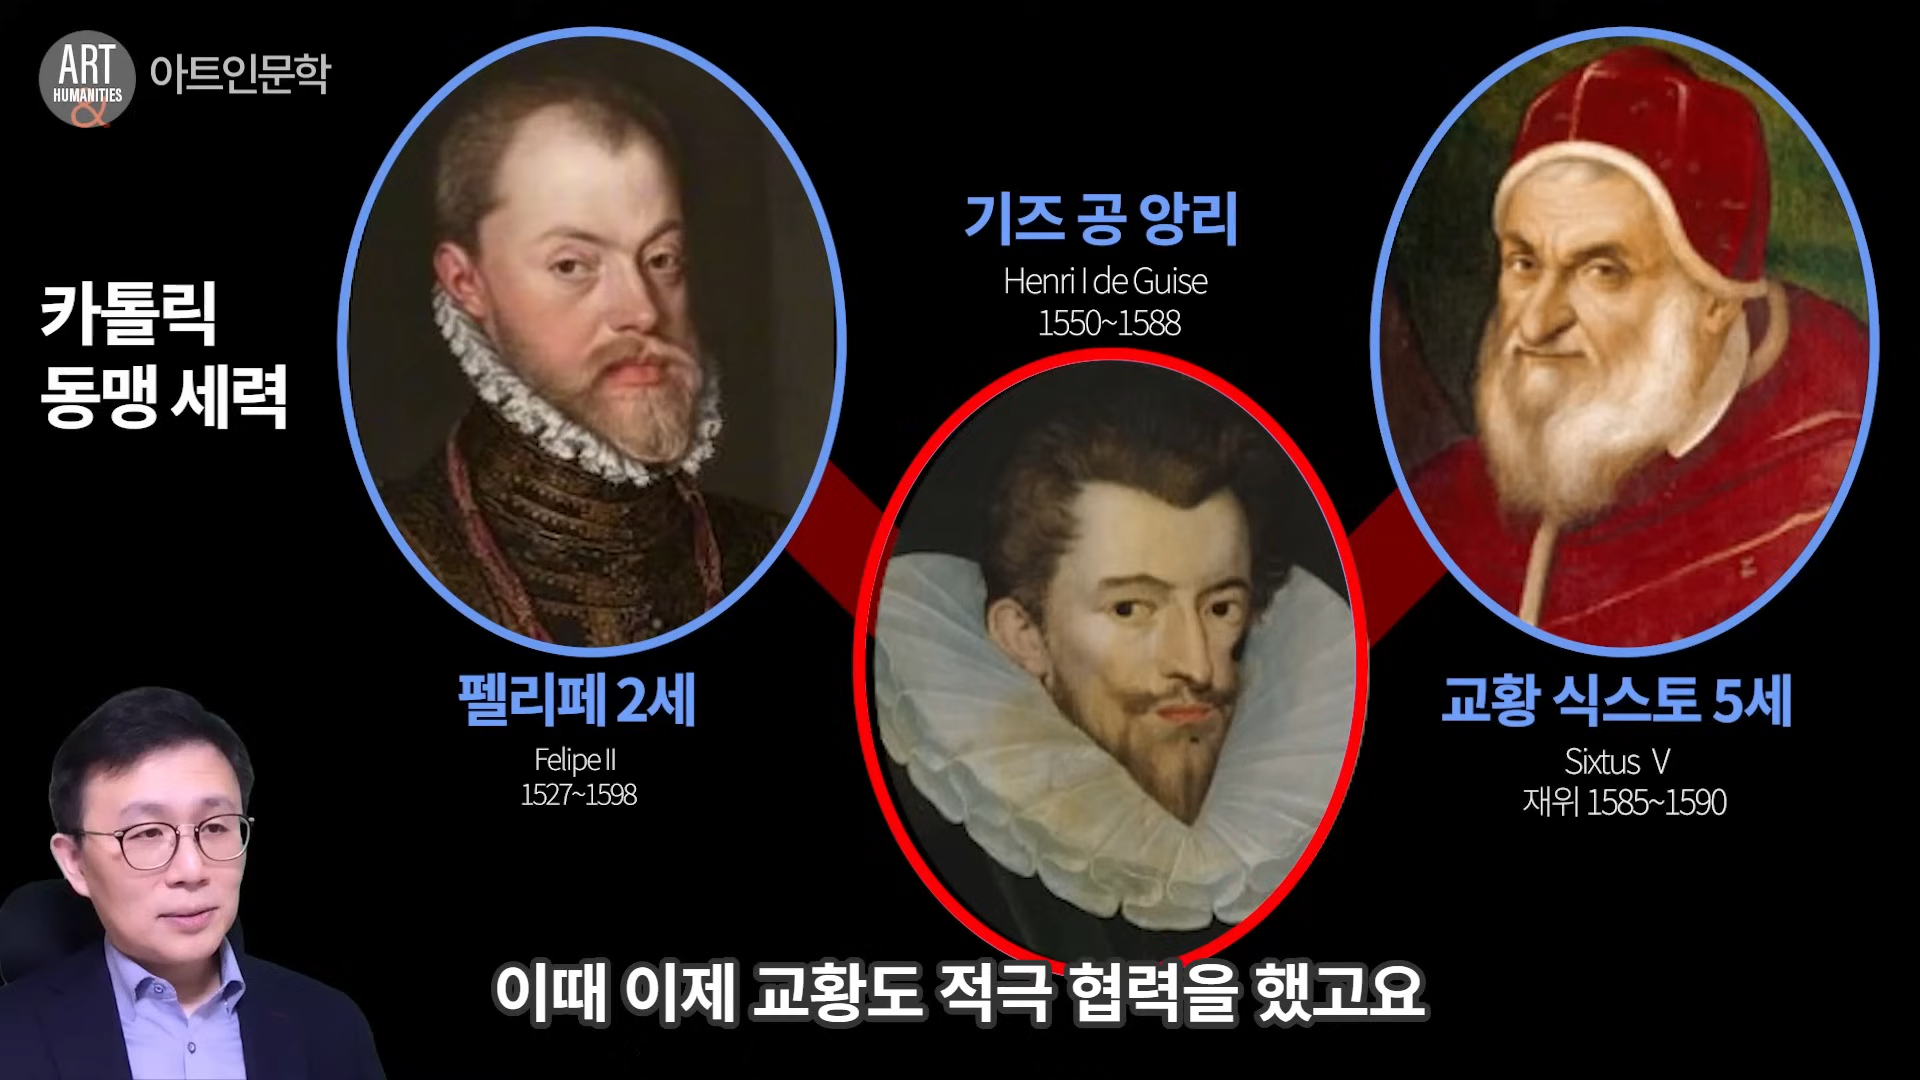 ART
HUMANITIES
&
아트인문학
카톨릭
동맹 세력
기즈 공 앙리
Henri I de Guise
1550~1588
펠리페 2세
Felipe II
1527~1598
교황 식스토 5세
Sixtus V
재위 1585~1590
이때 이제 교황도 적극 협력을 했고요